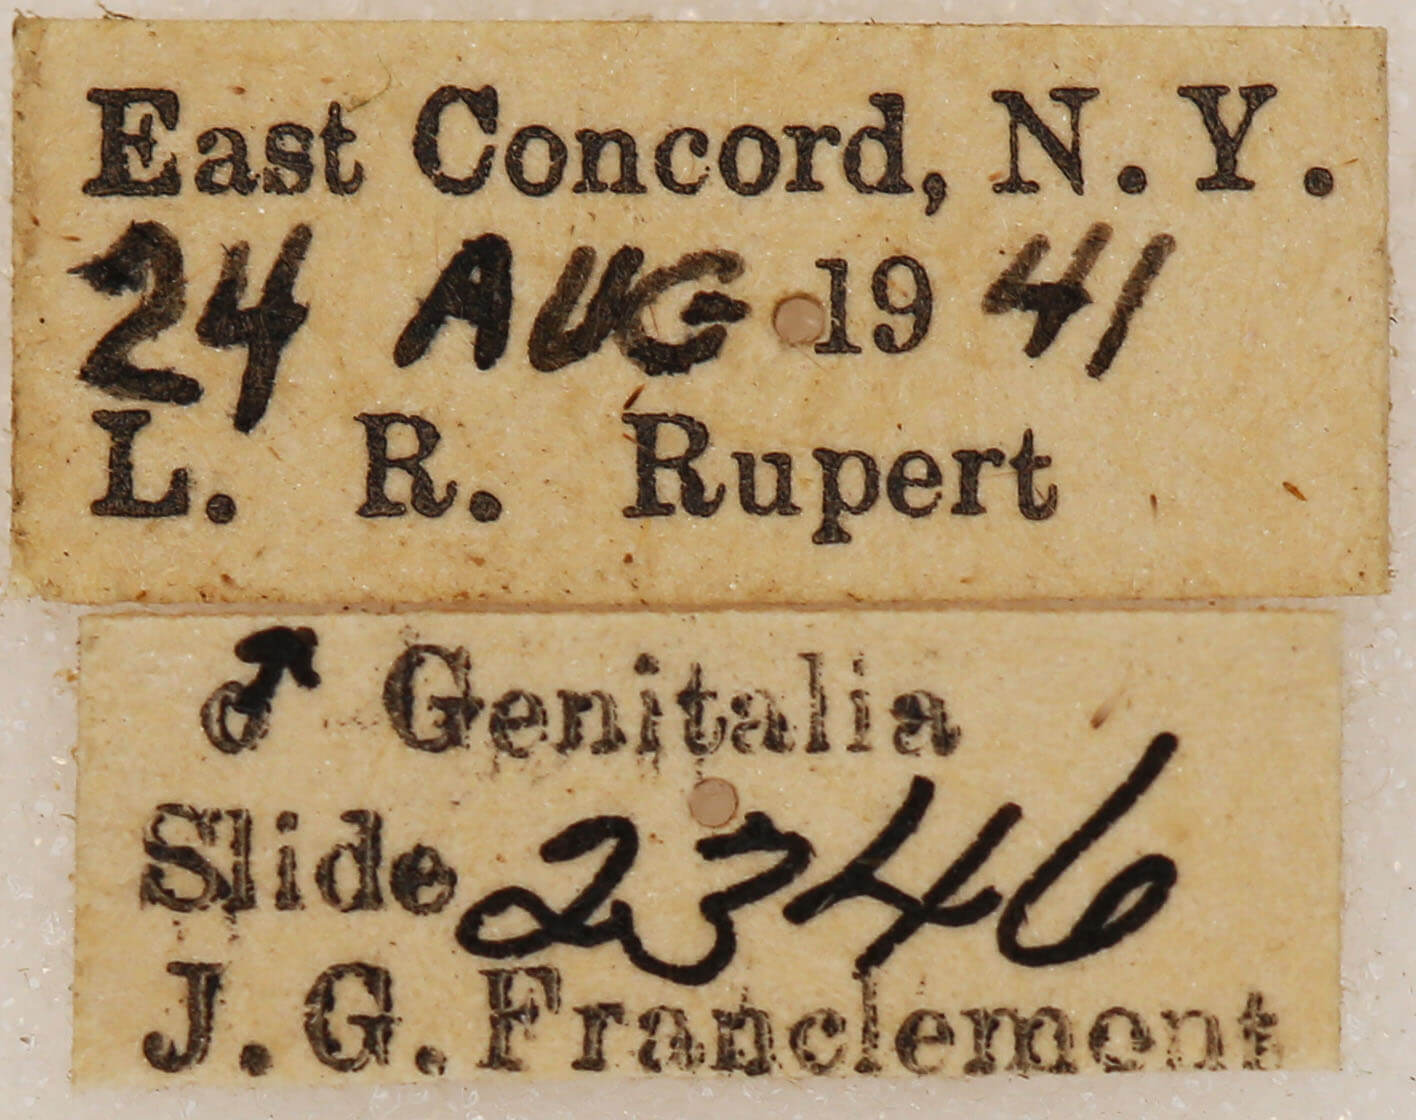 East Concord, N. Y.
24 AUG 1941
L. R. Rupert
♂ Genitalia
Slide 2346
J. G. Franclemont